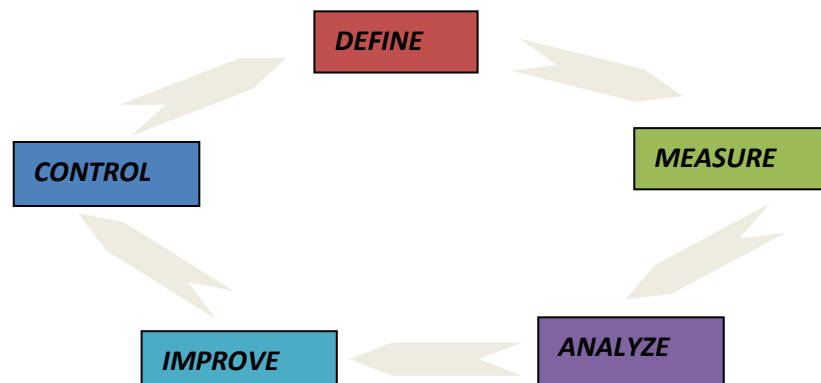 DEFINE
MEASURE
ANALYZE
IMPROVE
CONTROL